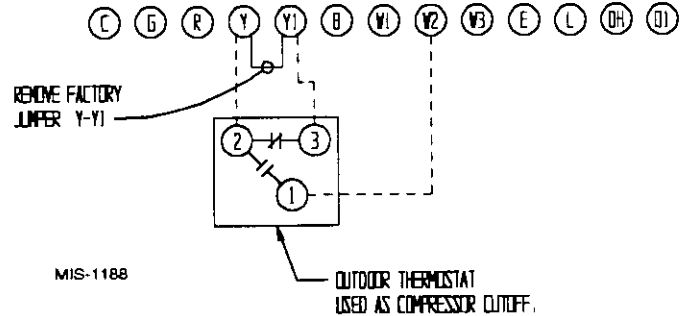 C G R Y Y1 B W1 W2 W3 E L OH O1
REMOVE FACTORY
JUMPER Y-Y1
2 3
1
MIS-1188
OUTDOOR THERMOSTAT
USED AS COMPRESSOR CUTOFF.